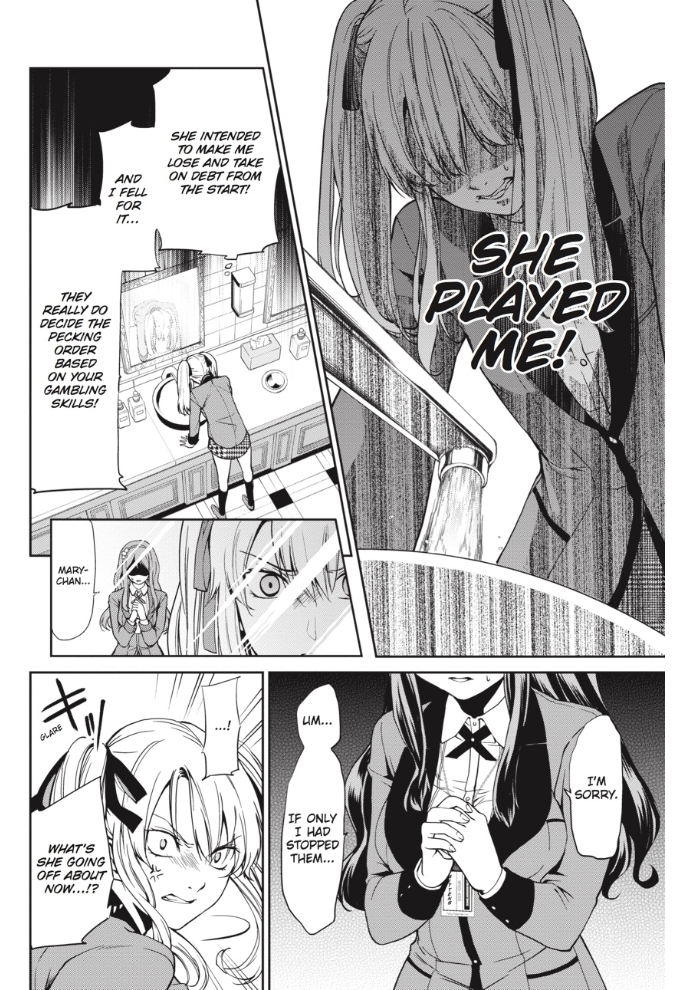 SHE
PLAYED
ME!
SHE INTENDED
TO MAKE ME
LOSE AND TAKE
ON DEBT FROM
THE START!
AND
I FELL
FOR
IT...
THEY
REALLY DO
DECIDE THE
PECKING
ORDER
BASED
ON YOUR
GAMBLING
SKILLS!
MARY-
CHAN...
I'M
SORRY.
UM...
IF ONLY
I HAD
STOPPED
THEM...
...!
GLARE
WHAT'S
SHE GOING
OFF ABOUT
NOW...!?